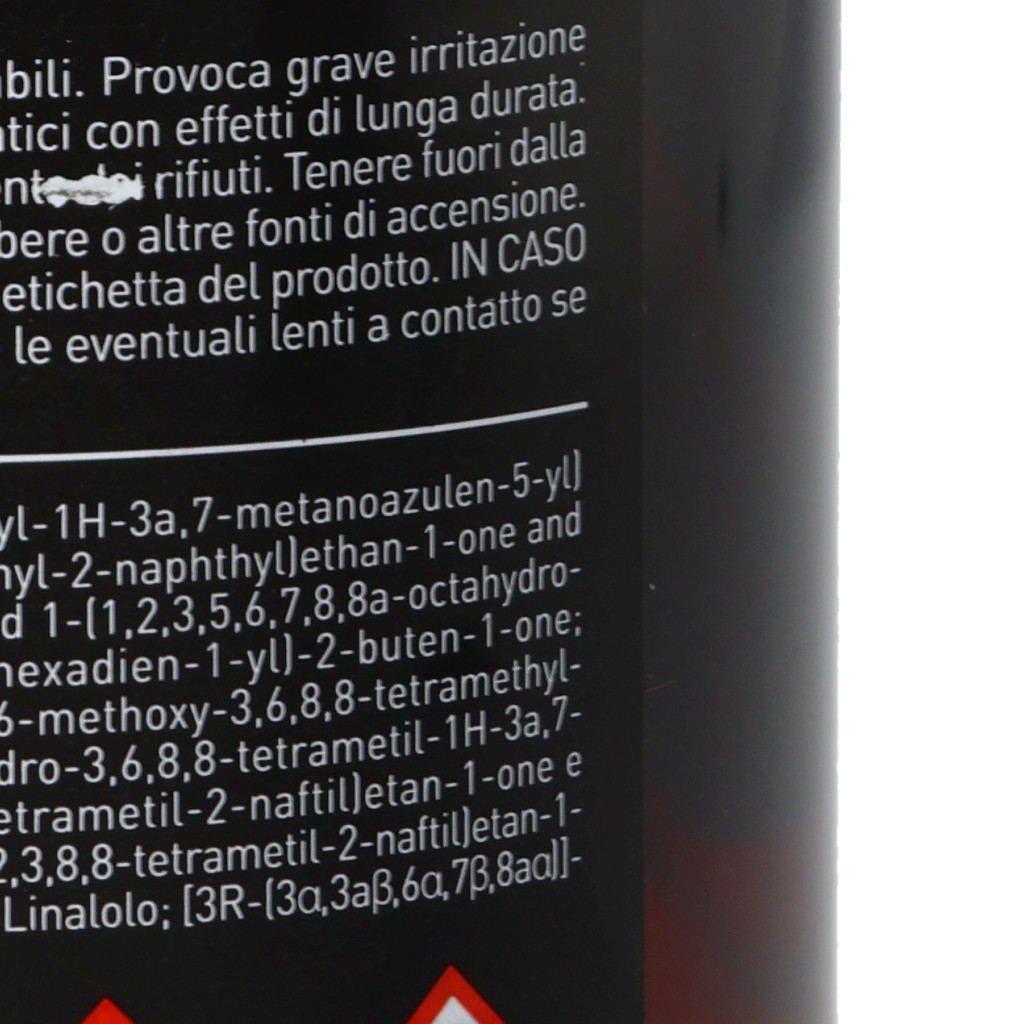 bili. Provoca grave irritazione
tici con effetti di lunga durata.
rifiuti. Tenere fuori dalla
bere o altre fonti di accensione.
etichetta del prodotto. IN CASO
le eventuali lenti a contatto se
yl-1H-3a,7-metanoazulen-5-yl)
hyl-2-naphthyl)ethan-1-one and
d 1-(1,2,3,5,6,7,8,8a-octahydro-
hexadien-1-yl)-2-buten-1-one;
6-methoxy-3,6,8,8-tetramethyl-
dro-3,6,8,8-tetrametil-1H-3a,7-
etrametil-2-naftil)etan-1-one e
2,3,8,8-tetrametil-2-naftil)etan-1-
Linalolo; [3R-(3α,3aβ,6α,7β,8aα)]-